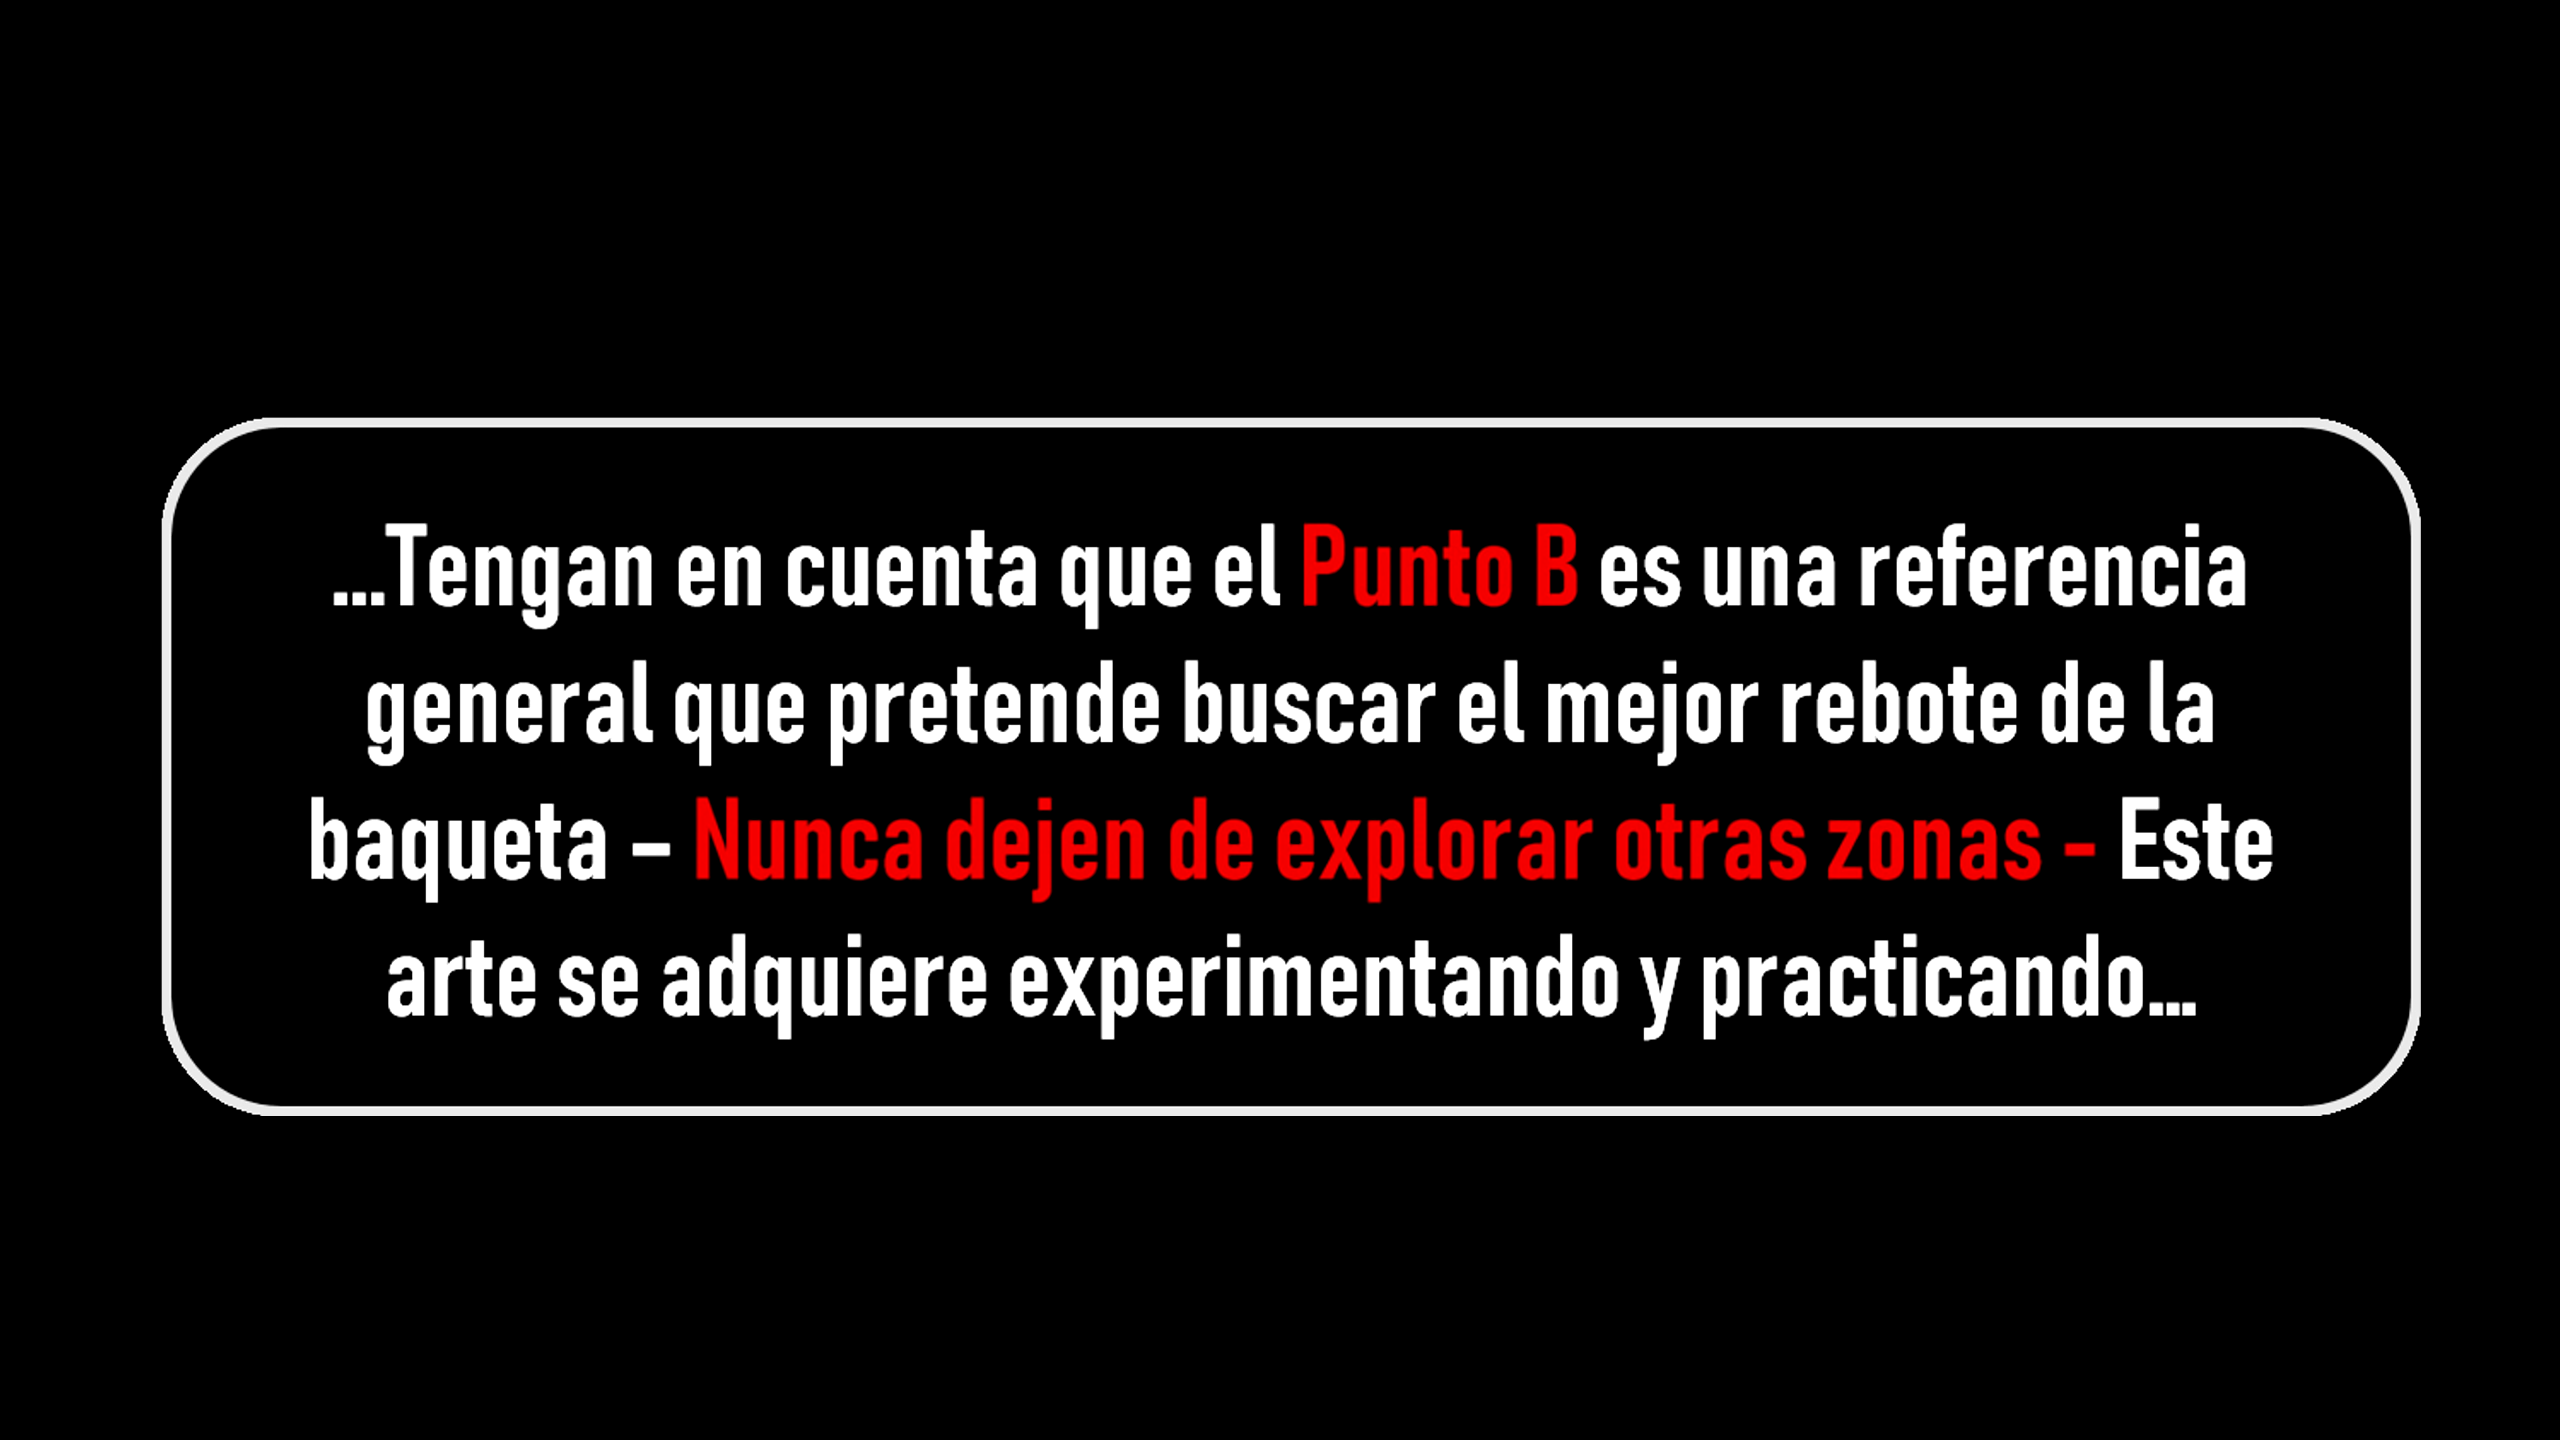 ...Tengan en cuenta que el Punto B es una referencia
general que pretende buscar el mejor rebote de la
baqueta – Nunca dejen de explorar otras zonas - Este
arte se adquiere experimentando y practicando...